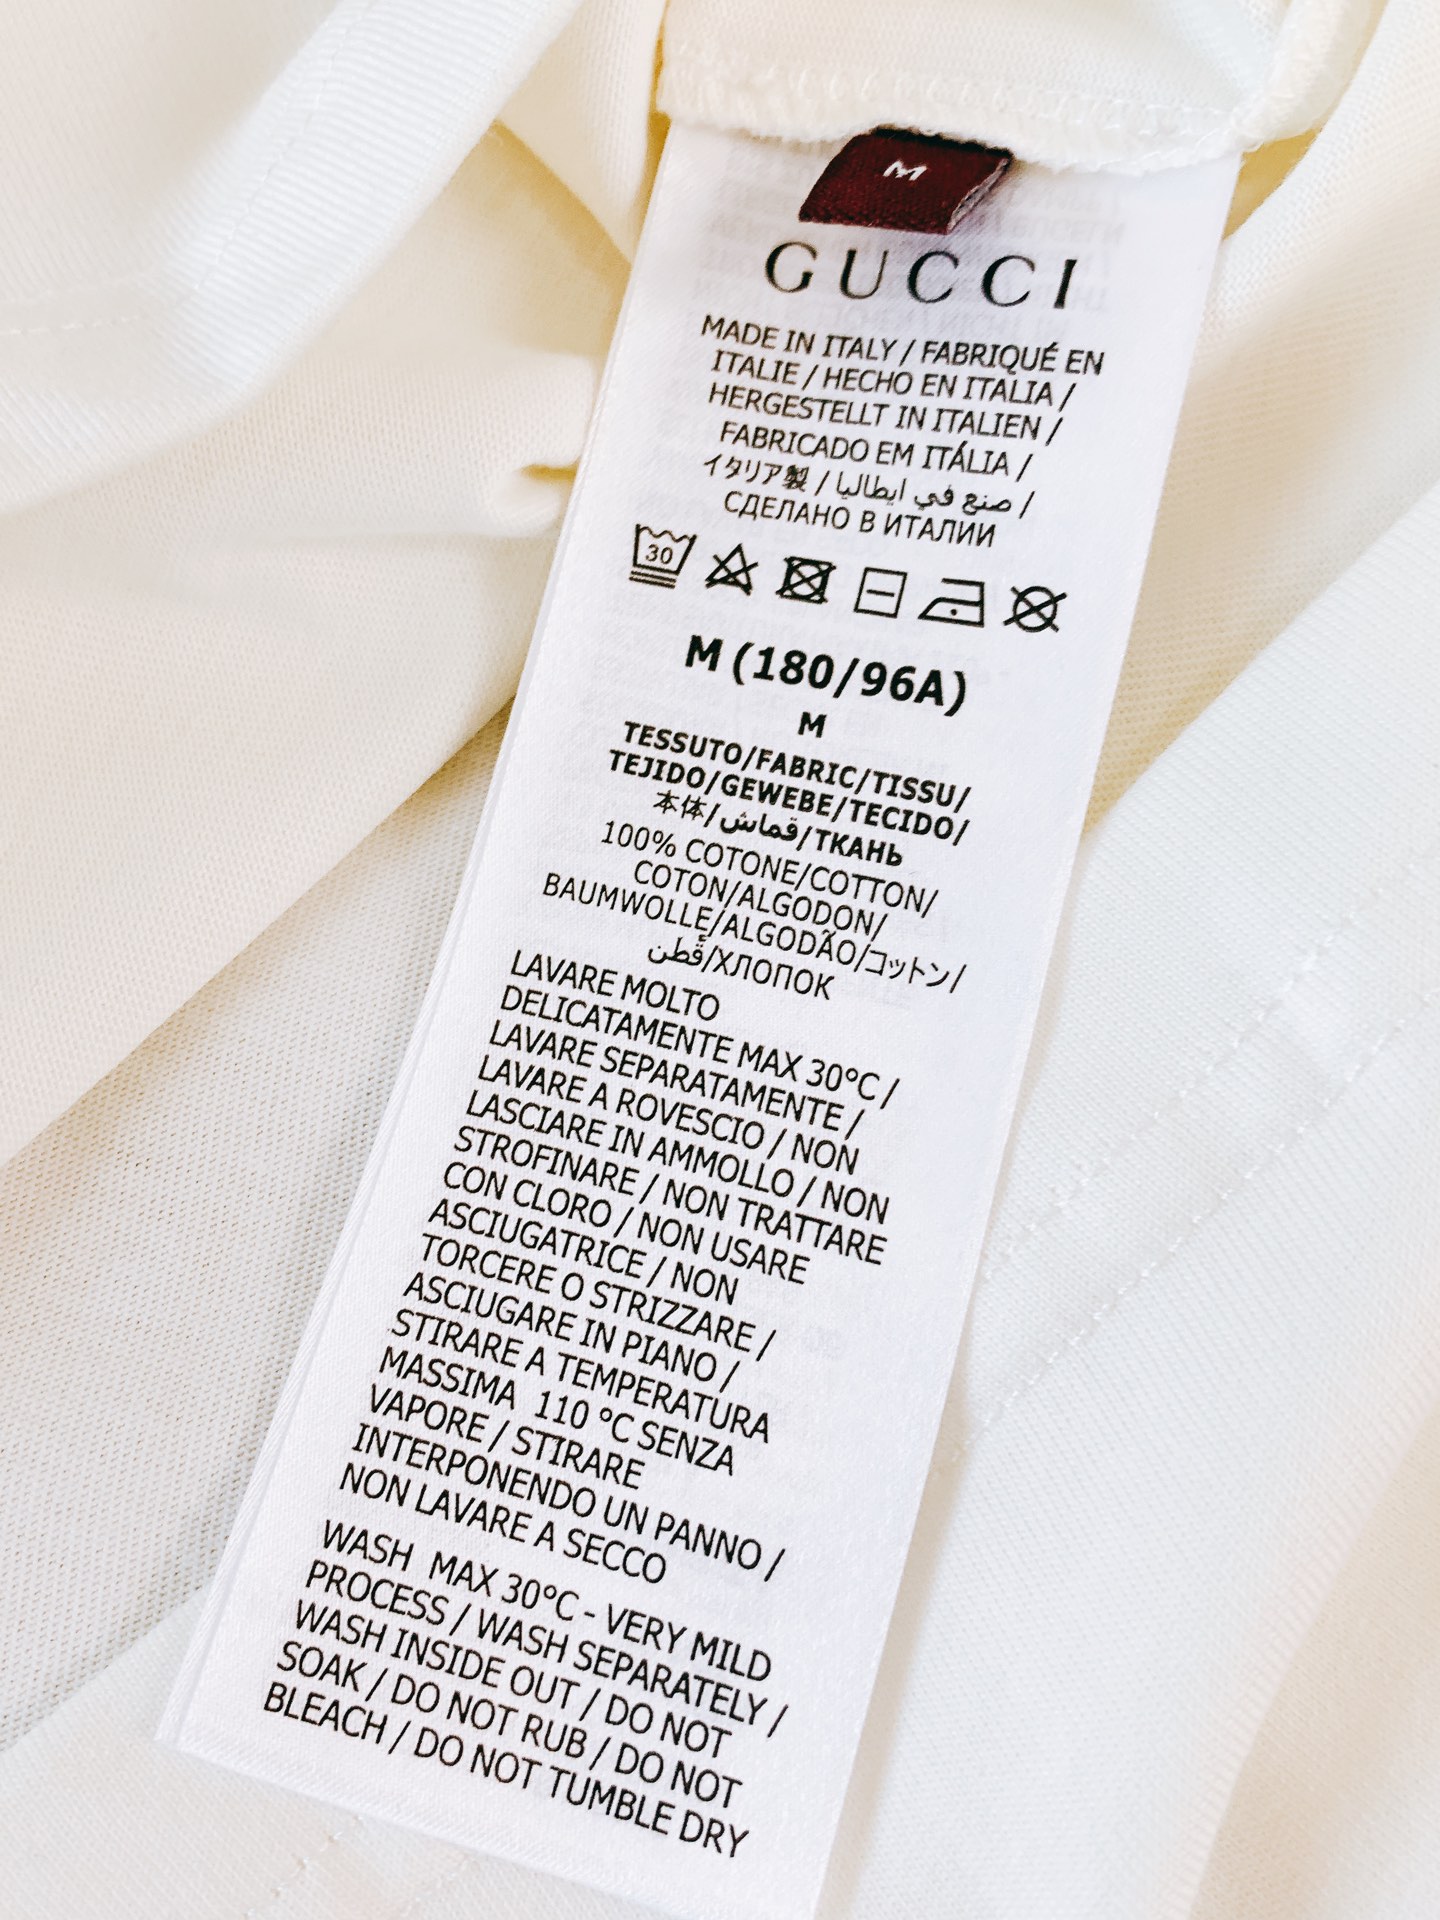 M
GUCCI
MADE IN ITALY / FABRIQUÉ EN
ITALIE / HECHO EN ITALIA /
HERGESTELLT IN ITALIEN /
FABRICADO EM ITÁLIA /
イタリア製 / صنع في ايطاليا /
СДЕЛАНО В ИТАЛИИ
30
M (180/96A)
M
TESSUTO/FABRIC/TISSU/
TEJIDO/GEWEBE/TECIDO/
本体/قماش/ТКАНЬ
100% COTONE/COTTON/
COTON/ALGODON/
BAUMWOLLE/ALGODÃO/コットン/
قُطن/ХЛОПОК
LAVARE MOLTO
DELICATAMENTE MAX 30°C /
LAVARE SEPARATAMENTE /
LAVARE A ROVESCIO / NON
LASCIARE IN AMMOLLO / NON
STROFINARE / NON TRATTARE
CON CLORO / NON USARE
ASCIUGATRICE / NON
TORCERE O STRIZZARE /
ASCIUGARE IN PIANO /
STIRARE A TEMPERATURA
MASSIMA 110 °C SENZA
VAPORE / STIRARE
INTERPONENDO UN PANNO /
NON LAVARE A SECCO
WASH MAX 30°C - VERY MILD
PROCESS / WASH SEPARATELY /
WASH INSIDE OUT / DO NOT
SOAK / DO NOT RUB / DO NOT
BLEACH / DO NOT TUMBLE DRY